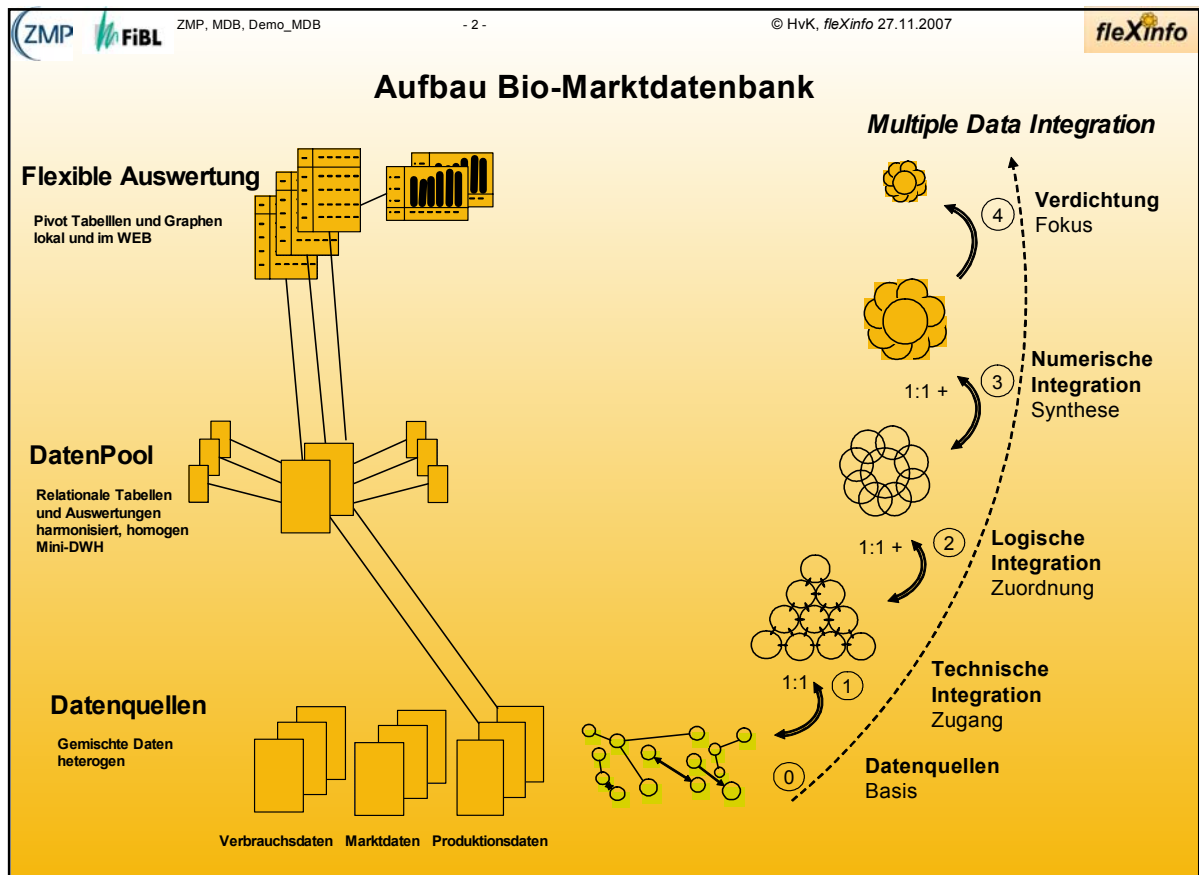 ZMP
FiBL
ZMP, MDB, Demo_MDB
- 2 -
© HvK, fleXinfo 27.11.2007
fleXinfo
Aufbau Bio-Marktdatenbank
Multiple Data Integration
Flexible Auswertung
Pivot Tabelllen und Graphen
lokal und im WEB
4
Verdichtung
Fokus
1:1 +
3
Numerische
Integration
Synthese
DatenPool
Relationale Tabellen
und Auswertungen
harmonisiert, homogen
Mini-DWH
1:1 +
2
Logische
Integration
Zuordnung
1:1
1
Technische
Integration
Zugang
Datenquellen
Gemischte Daten
heterogen
0
Datenquellen
Basis
Verbrauchsdaten Marktdaten Produktionsdaten